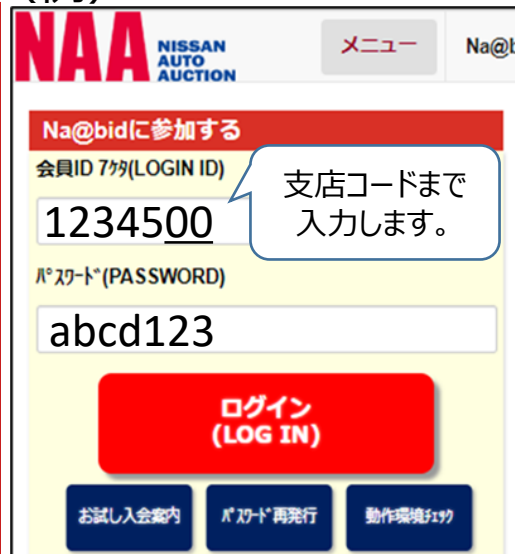 NAA NISSAN
AUTO
AUCTION
メニュー
Na@b
Na@bidに参加する
会員ID 7ｹﾀ(LOGIN ID)
支店コードまで
入力します。
1234500
ﾊﾟｽﾜｰﾄﾞ(PASSWORD)
abcd123
ログイン
(LOG IN)
お試し入会案内
ﾊﾟｽﾜｰﾄﾞ再発行
動作環境ﾁｪｯｸ